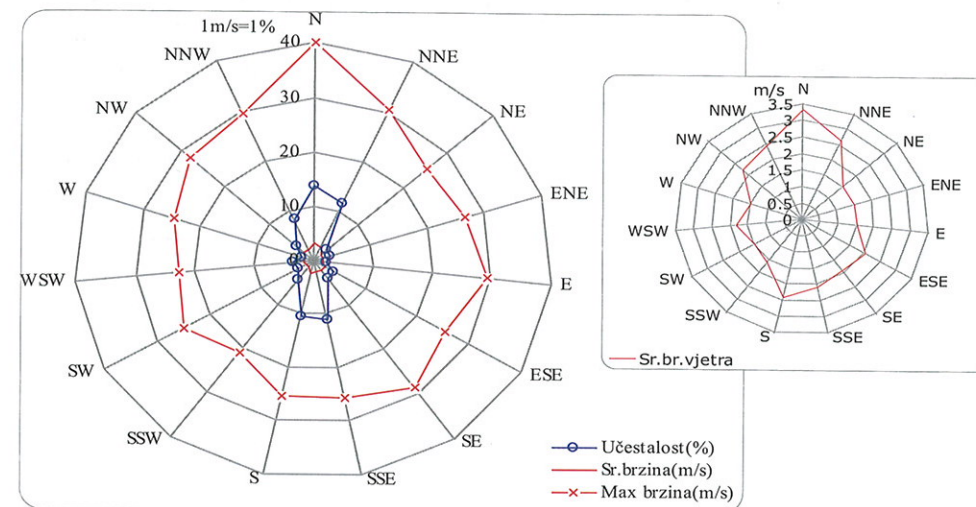 1m/s=1%
N
NNE
NE
ENE
E
ESE
SE
SSE
S
SSW
SW
WSW
W
NW
NNW
40
30
20
10
0
Učestalost(%)
Sr.brzina(m/s)
Max brzina(m/s)
m/s
N
NNE
NE
ENE
E
ESE
SE
SSE
S
SSW
SW
WSW
W
NW
NNW
3.5
3
2.5
2
1.5
1
0.5
0
Sr.br.vjetra